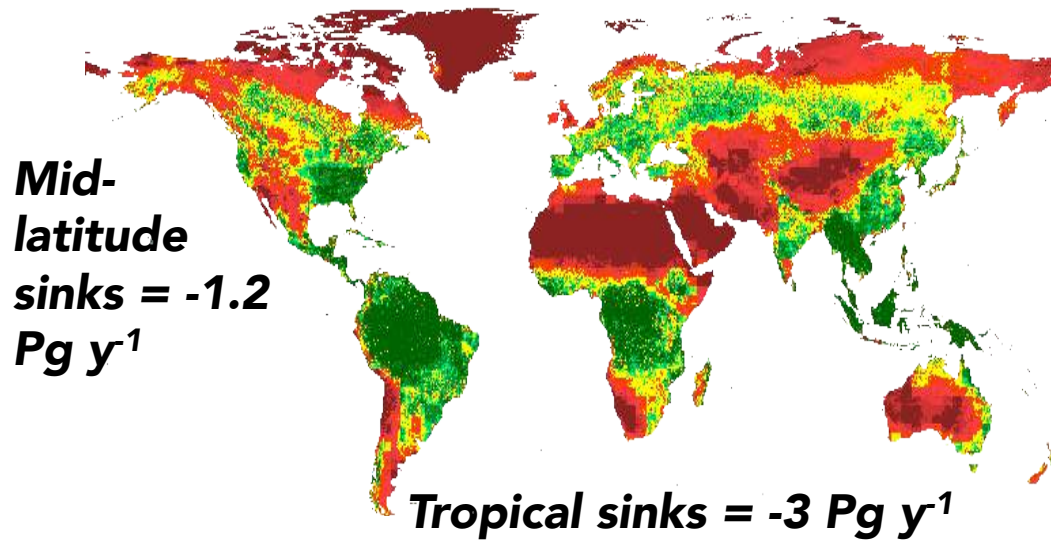 Mid-
latitude
sinks = -1.2
Pg y⁻¹
Tropical sinks = -3 Pg y⁻¹